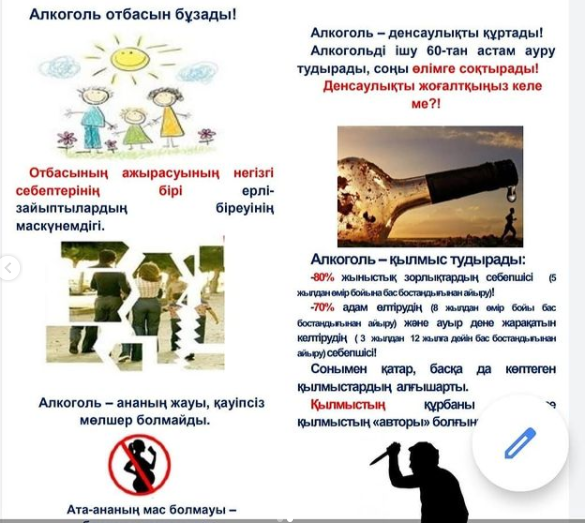 Алкоголь отбасын бұзады!
Отбасының ажырасуының негізгі
себептерінің бірі ерлі-
зайыптылардың біреуінің
маскүнемдігі.
Алкоголь – ананың жауы, қауіпсіз
мөлшер болмайды.
Ата-ананың мас болмауы –
Алкоголь – денсаулықты құртады!
Алкогольді ішу 60-тан астам ауру
тудырады, соңы өлімге соқтырады!
Денсаулықты жоғалтқыңыз келе
ме?!
Алкоголь – қылмыс тудырады:
-80% жыныстық зорлықтардың себепшісі (5
жылдан өмір бойына бас бостандығынан айыру)!
-70% адам өлтірудің (8 жылдан өмір бойы бас
бостандығынан айыру) және ауыр дене жарақатын
келтірудің ( 3 жылдан 12 жылға дейін бас бостандығынан
айыру) себепшісі!
Сонымен қатар, басқа да көптеген
қылмыстардың алғышарты.
Қылмыстың құрбаны
қылмыстың «авторы»